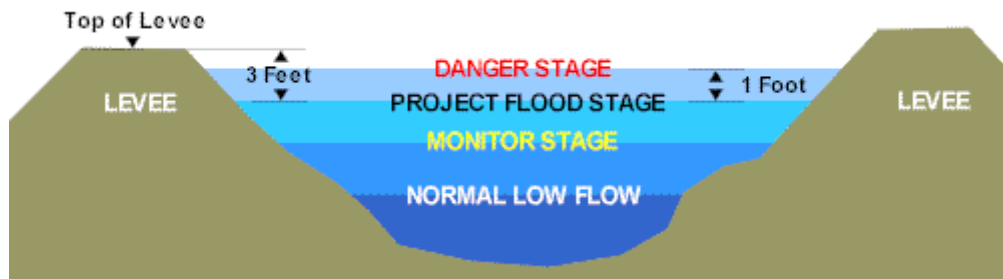 Top of Levee
3 Feet
DANGER STAGE
1 Foot
LEVEE
PROJECT FLOOD STAGE
LEVEE
MONITOR STAGE
NORMAL LOW FLOW